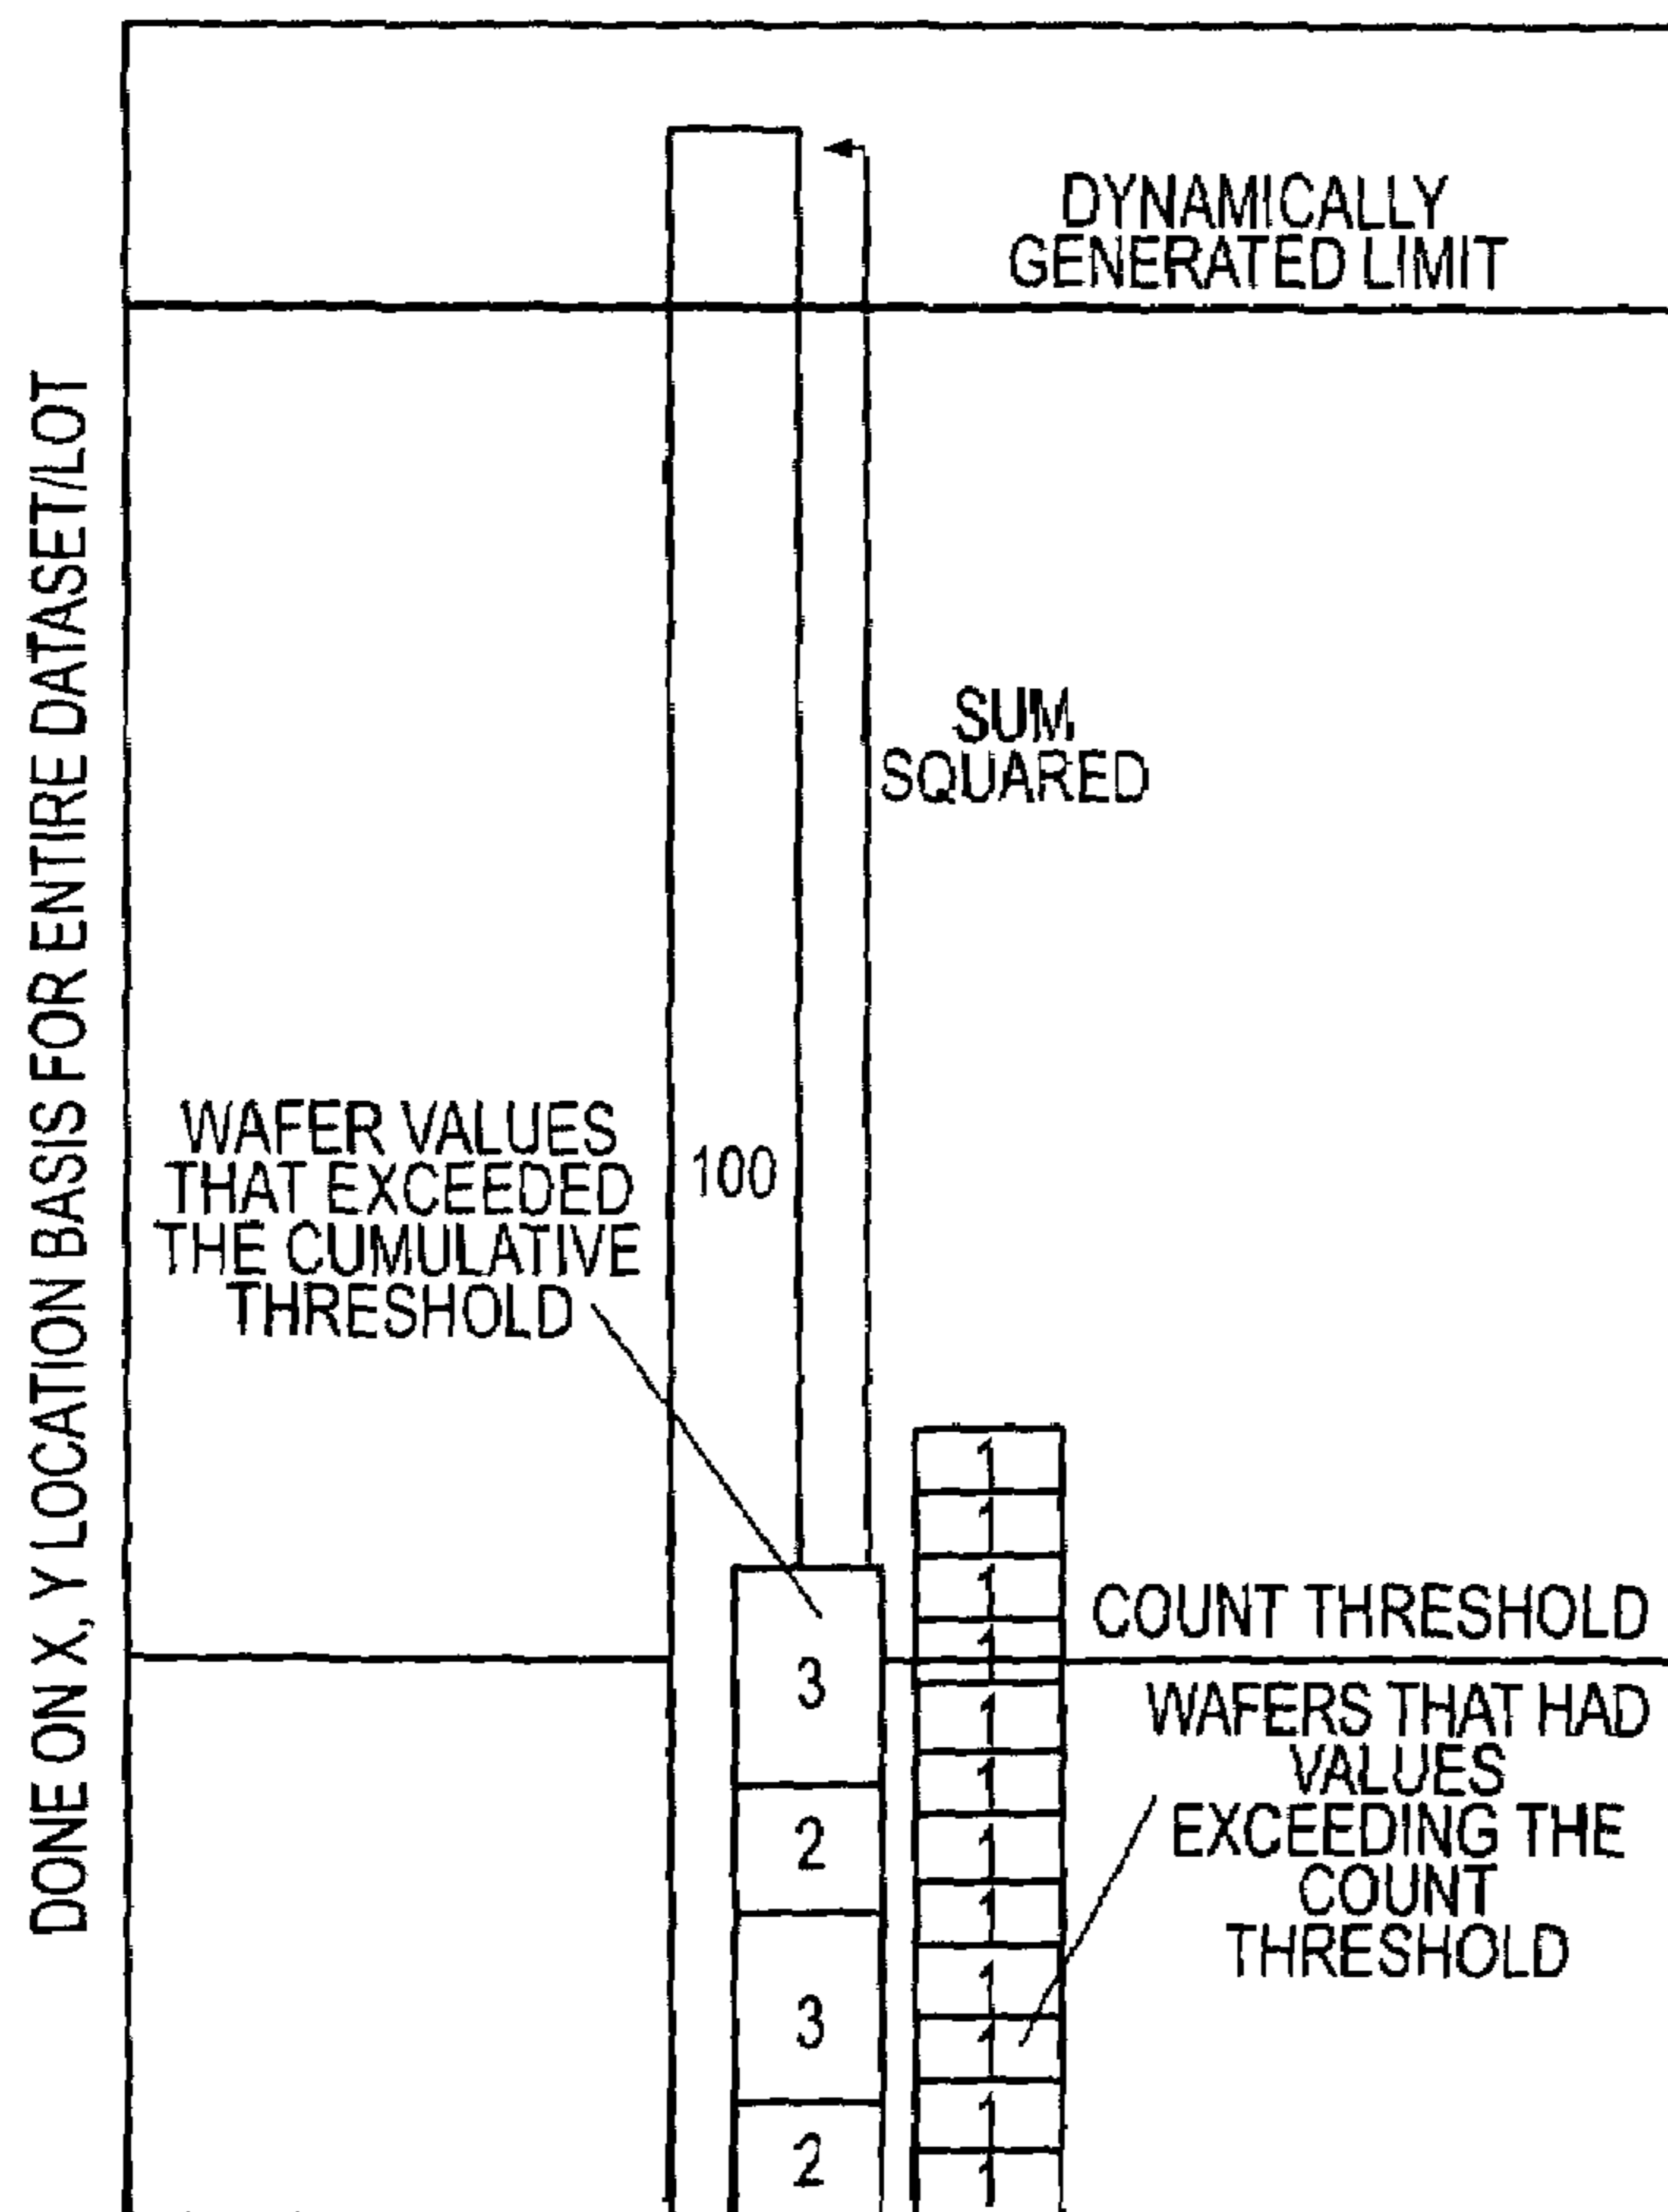 DONE ON X, Y LOCATION BASIS FOR ENTIRE DATASET/LOT
DYNAMICALLY
GENERATED LIMIT
SUM
SQUARED
WAFER VALUES
THAT EXCEEDED
THE CUMULATIVE
THRESHOLD
100
COUNT THRESHOLD
WAFERS THAT HAD
VALUES
EXCEEDING THE
COUNT
THRESHOLD
3
2
3
2
1
1
1
1
1
1
1
1
1
1
1
1